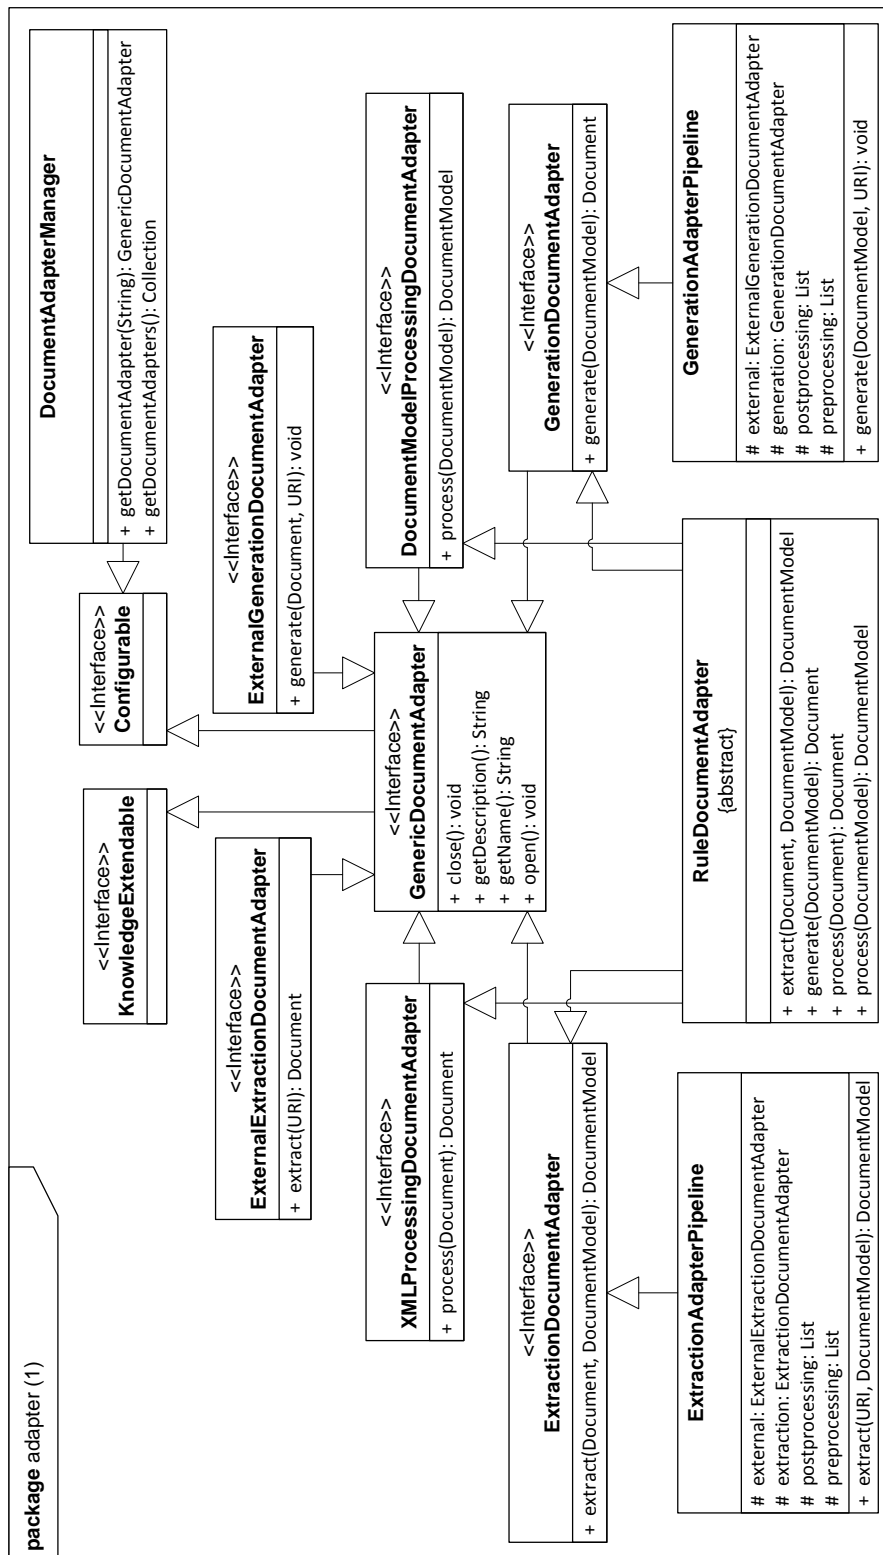 package adapter (1)
<<Interface>>
KnowledgeExtendable
<<Interface>>
Configurable
DocumentAdapterManager
+ getDocumentAdapter(String): GenericDocumentAdapter
+ getDocumentAdapters(): Collection
<<Interface>>
ExternalExtractionDocumentAdapter
+ extract(URI): Document
<<Interface>>
ExternalGenerationDocumentAdapter
+ generate(Document, URI): void
<<Interface>>
XMLProcessingDocumentAdapter
+ process(Document): Document
<<Interface>>
GenericDocumentAdapter
+ close(): void
+ getDescription(): String
+ getName(): String
+ open(): void
<<Interface>>
DocumentModelProcessingDocumentAdapter
+ process(DocumentModel): DocumentModel
<<Interface>>
ExtractionDocumentAdapter
+ extract(Document, DocumentModel): DocumentModel
<<Interface>>
GenerationDocumentAdapter
+ generate(DocumentModel): Document
ExtractionAdapterPipeline
# external: ExternalExtractionDocumentAdapter
# extraction: ExtractionDocumentAdapter
# postprocessing: List
# preprocessing: List
+ extract(URI, DocumentModel): DocumentModel
RuleDocumentAdapter
{abstract}
+ extract(Document, DocumentModel): DocumentModel
+ generate(DocumentModel): Document
+ process(Document): Document
+ process(DocumentModel): DocumentModel
GenerationAdapterPipeline
# external: ExternalGenerationDocumentAdapter
# generation: GenerationDocumentAdapter
# postprocessing: List
# preprocessing: List
+ generate(DocumentModel, URI): void